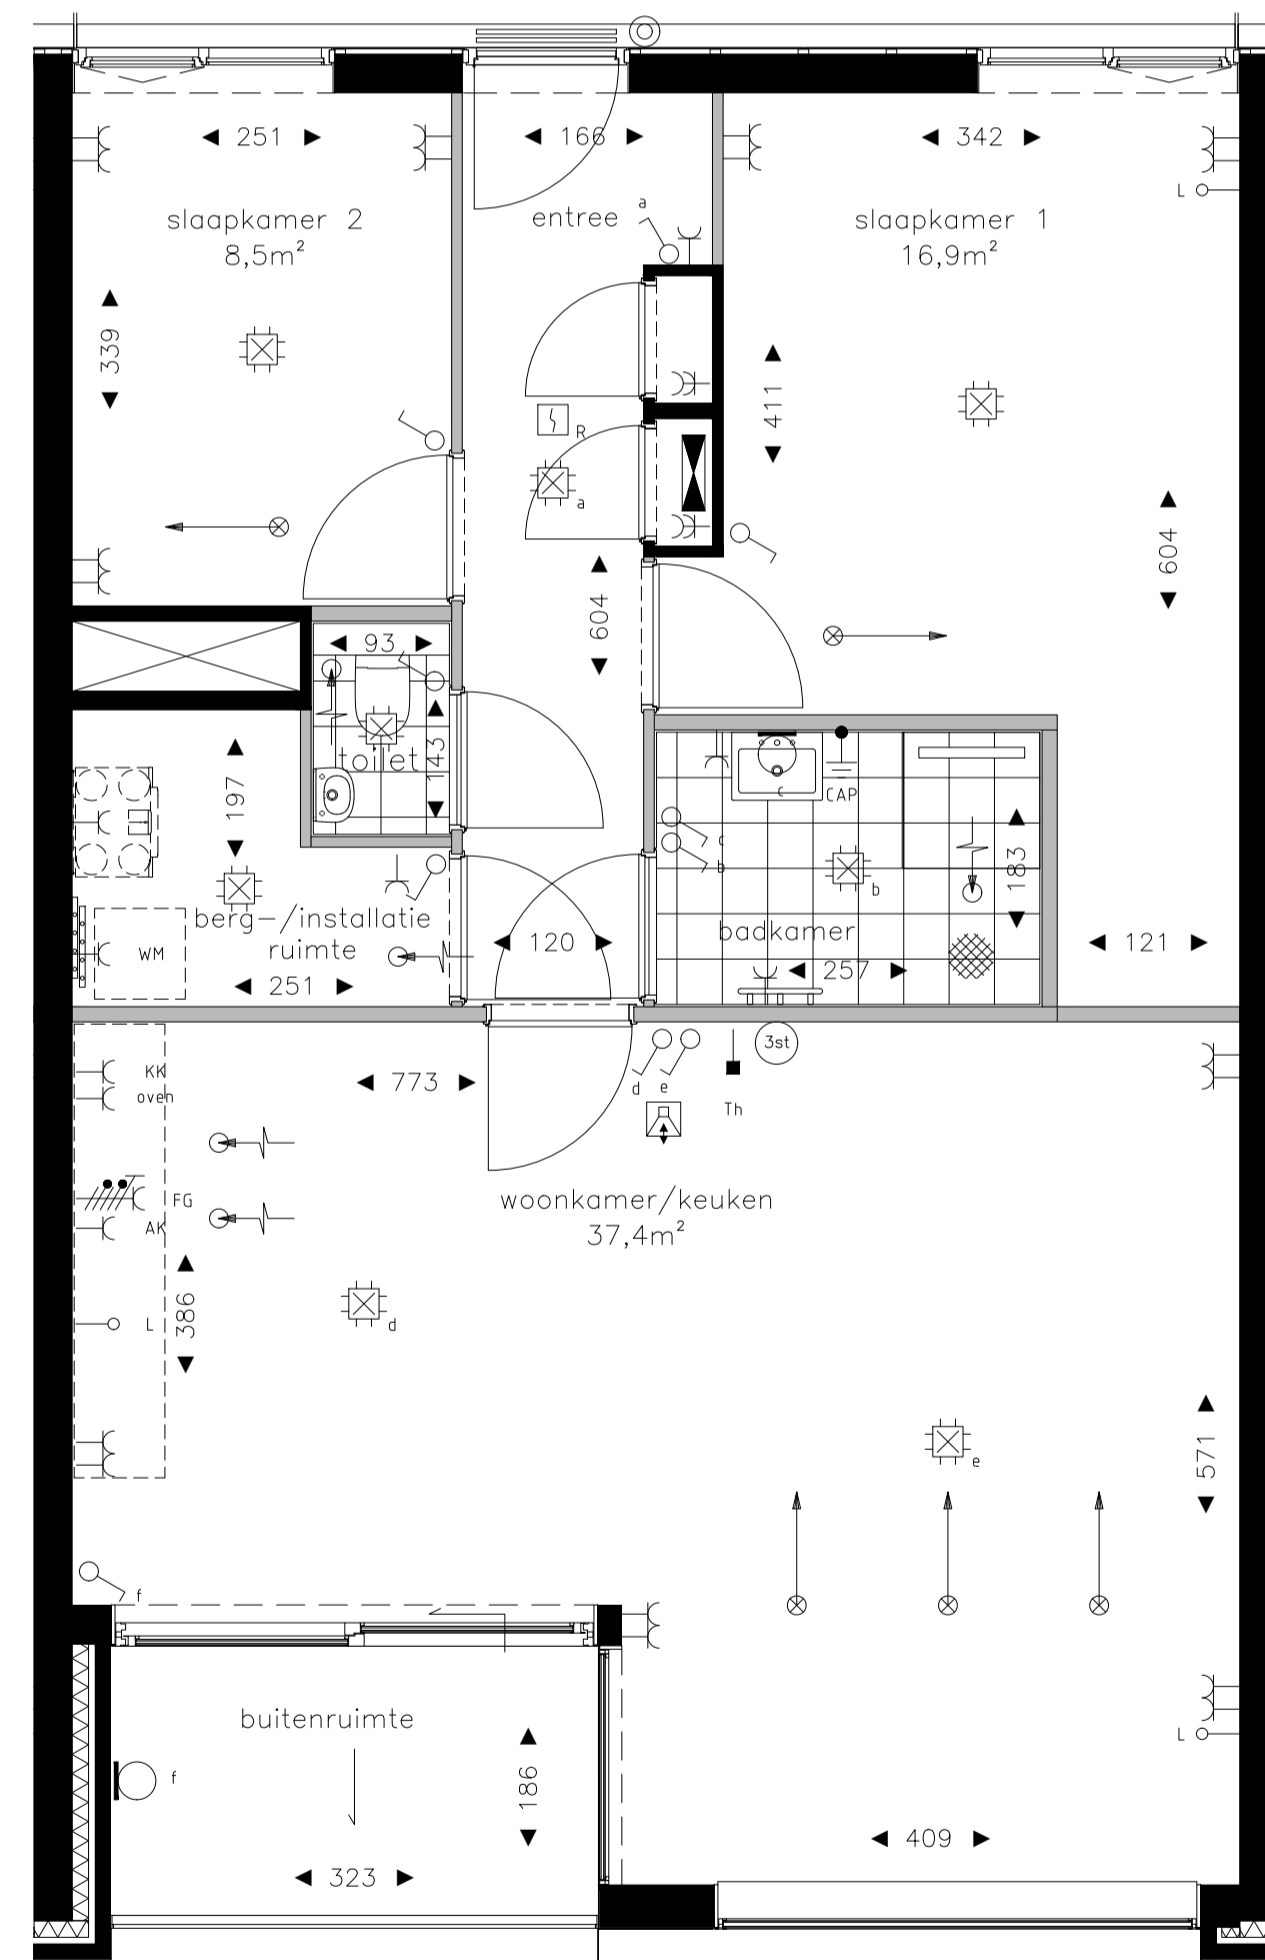 251
166
342
L
slaapkamer 2
8,5m²
entree
a
slaapkamer 1
16,9m²
339
411
R
a
604
604
93
toilet
143
197
c
CAP
c
b
b
183
berg-/installatie
ruimte
WM
251
120
badkamer
257
121
KK
oven
773
d
e
Th
3st
FG
AK
woonkamer/keuken
37,4m²
386
L
d
e
571
f
buitenruimte
f
186
323
L
409